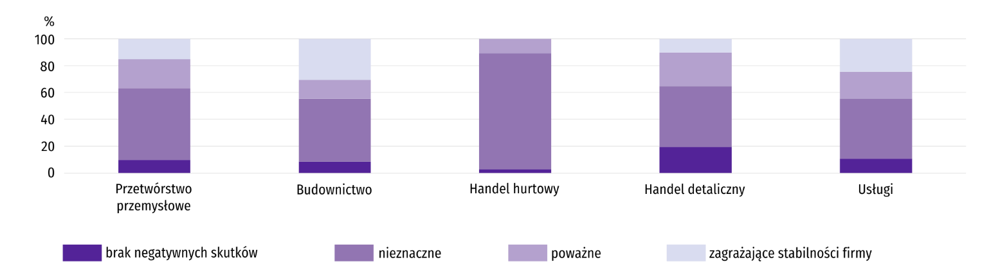 %
100
80
60
40
20
0
Przetwórstwo
przemysłowe
Budownictwo
Handel hurtowy
Handel detaliczny
Usługi
brak negatywnych skutków
nieznaczne
poważne
zagrażające stabilności firmy